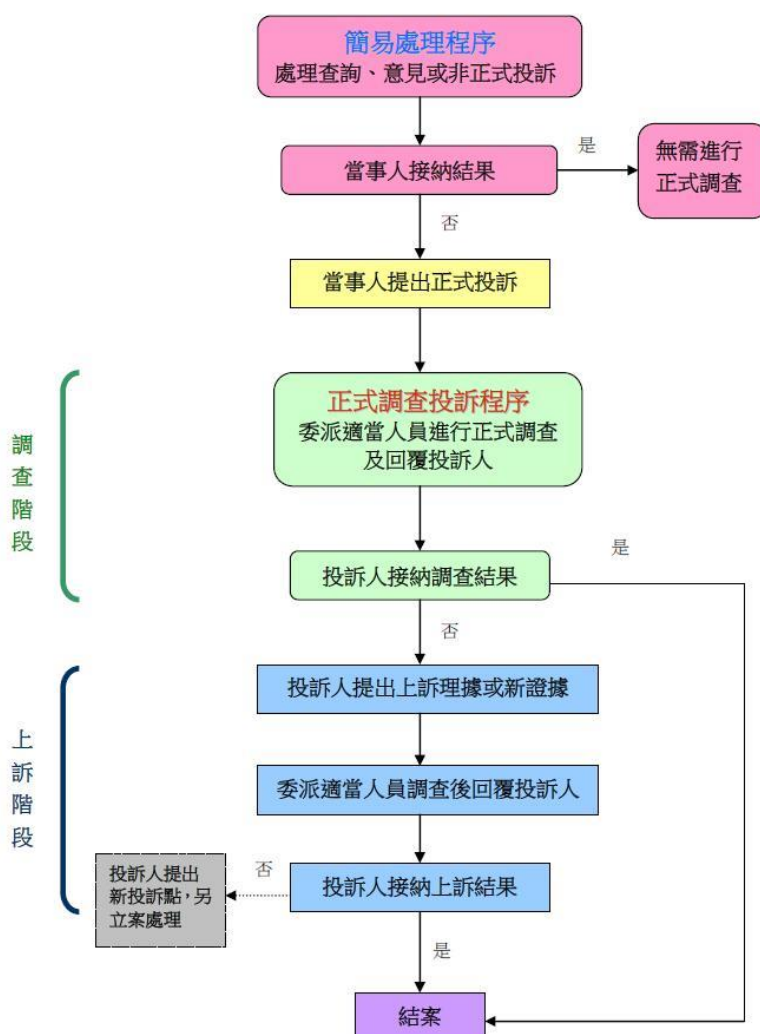 簡易處理程序
處理查詢、意見或非正式投訴
當事人接納結果
是
無需進行
正式調查
否
當事人提出正式投訴
調查階段
正式調查投訴程序
委派適當人員進行正式調查
及回覆投訴人
投訴人接納調查結果
是
否
上訴階段
投訴人提出上訴理據或新證據
委派適當人員調查後回覆投訴人
投訴人接納上訴結果
否
投訴人提出
新投訴點,另
立案處理
是
結案